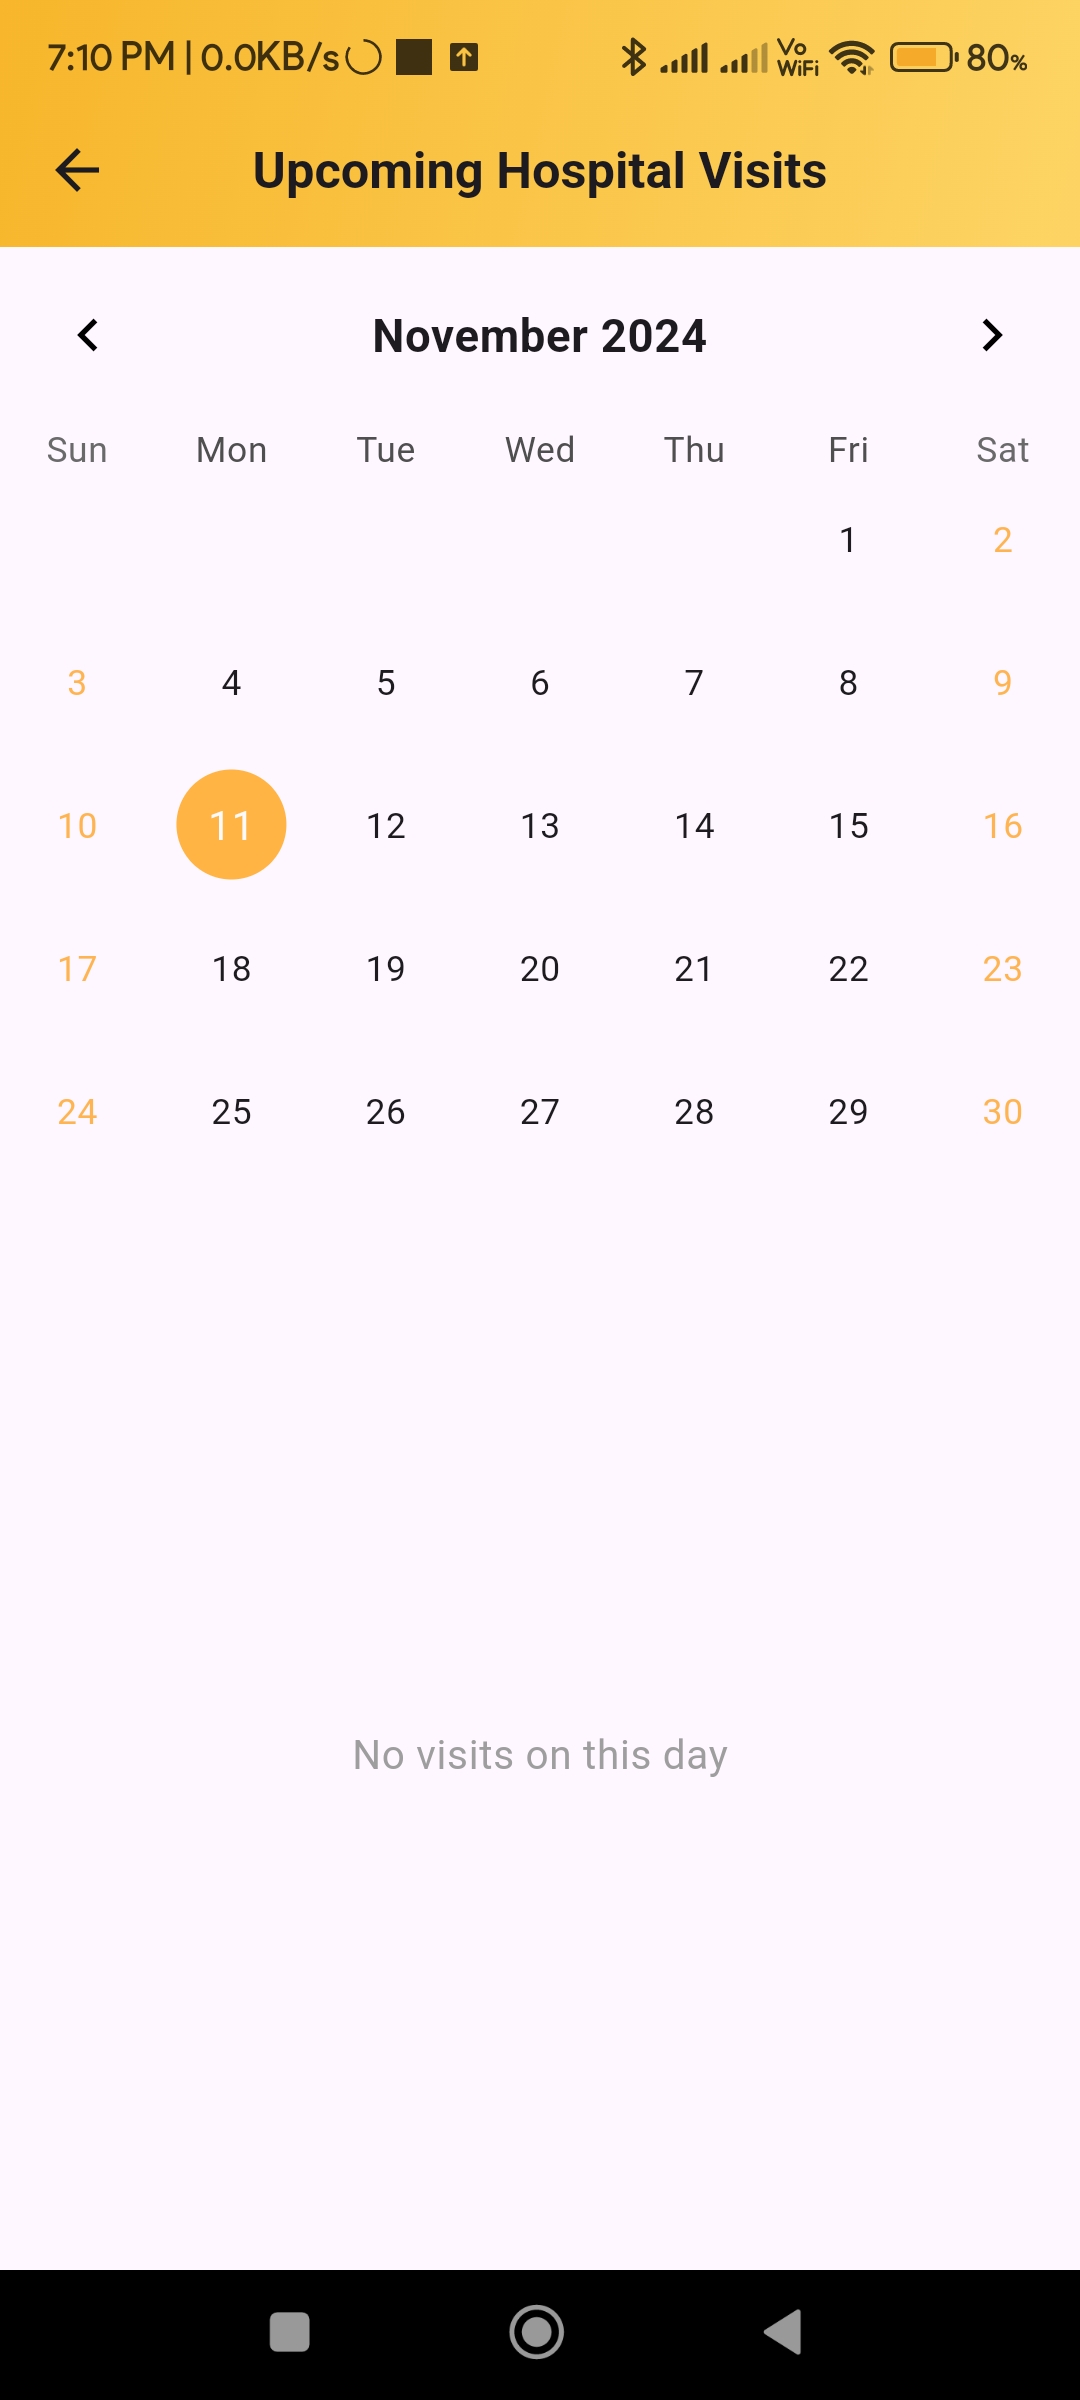 7:10 PM | 0.0KB/s Vo WiFi 80%
Upcoming Hospital Visits
November 2024
Sun Mon Tue Wed Thu Fri Sat
1 2
3 4 5 6 7 8 9
10 11 12 13 14 15 16
17 18 19 20 21 22 23
24 25 26 27 28 29 30
No visits on this day